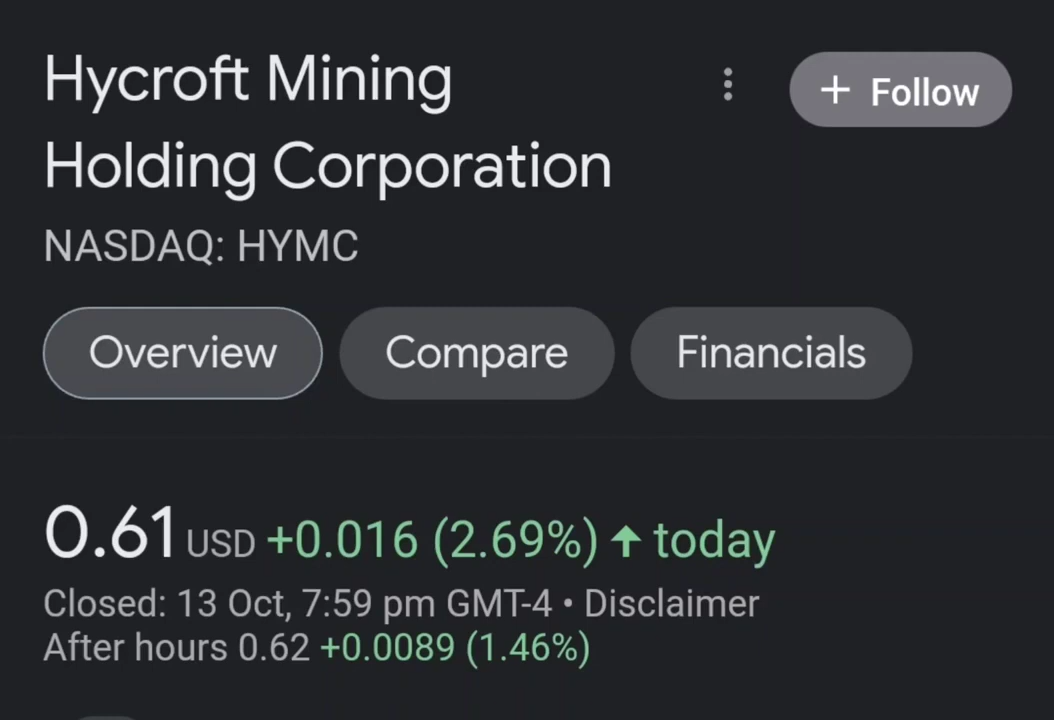 Hycroft Mining
Holding Corporation
+ Follow
NASDAQ: HYMC
Overview Compare Financials
0.61 USD +0.016 (2.69%) ↑ today
Closed: 13 Oct, 7:59 pm GMT-4 • Disclaimer
After hours 0.62 +0.0089 (1.46%)